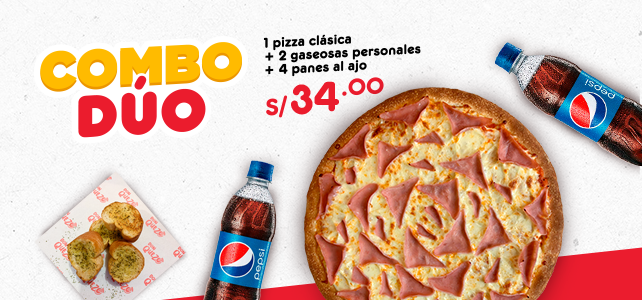 COMBO
DÚO
1 pizza clásica
+ 2 gaseosas personales
+ 4 panes al ajo
S/34.00
pepsi
pepsi